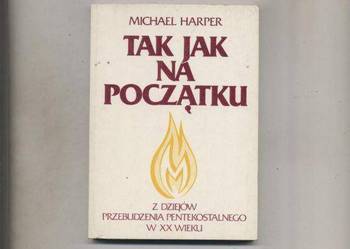 MICHAEL HARPER
TAK JAK
NA
POCZĄTKU
Z DZIEJÓW
PRZEBUDZENIA PENTEKOSTALNEGO
W XX WIEKU